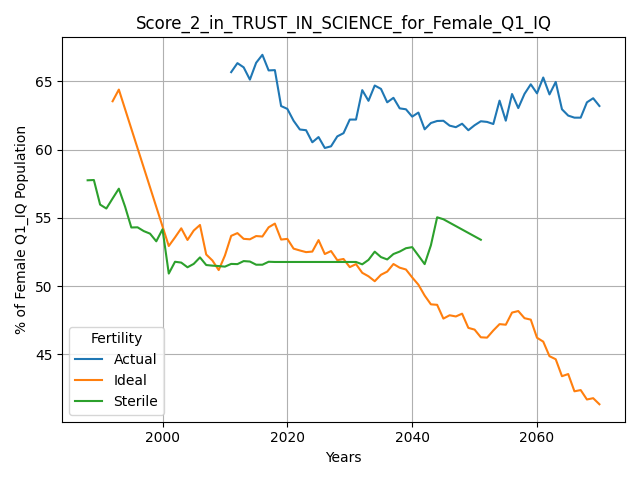 Score_2_in_TRUST_IN_SCIENCE_for_Female_Q1_IQ
% of Female Q1_IQ Population
65
60
55
50
45
Fertility
Actual
Ideal
Sterile
2000 2020 2040 2060
Years